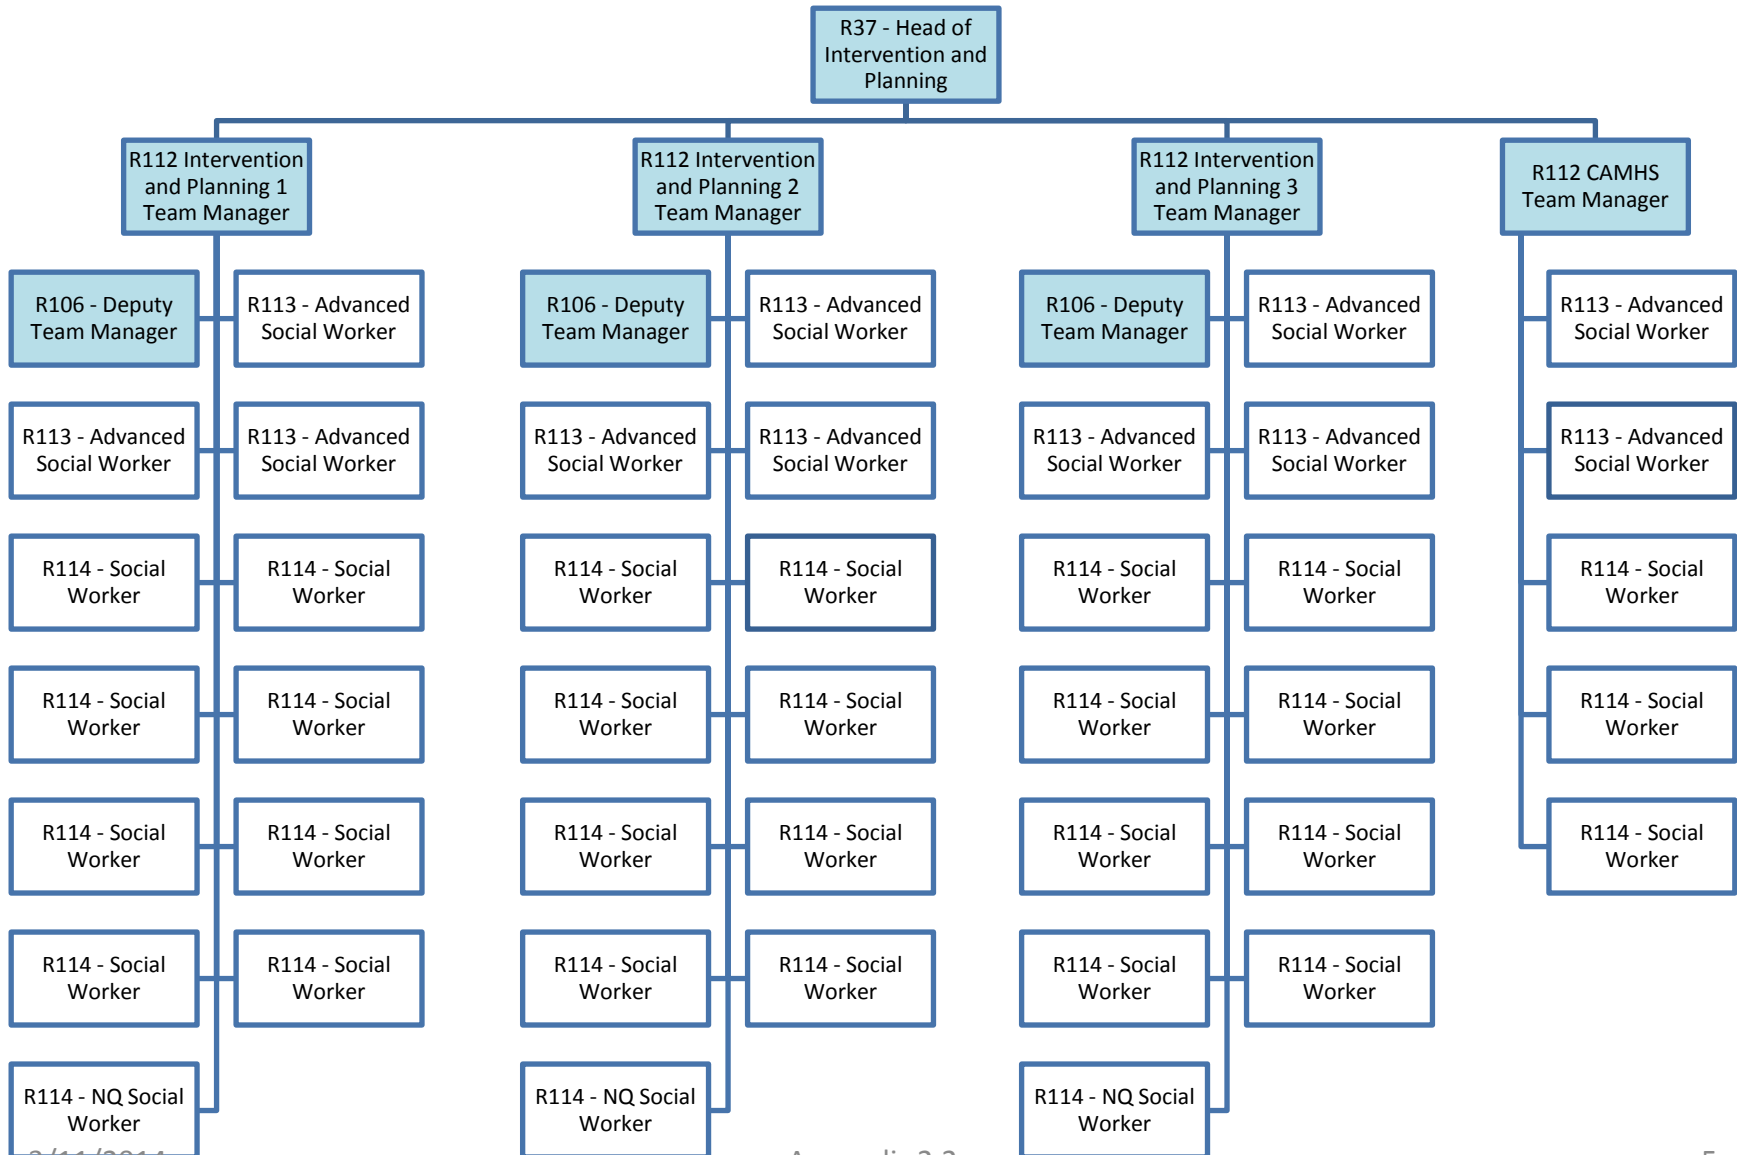 R37 - Head of
Intervention and
Planning
R112 Intervention
and Planning 1
Team Manager
R112 Intervention
and Planning 2
Team Manager
R112 Intervention
and Planning 3
Team Manager
R112 CAMHS
Team Manager
R106 - Deputy
Team Manager
R113 - Advanced
Social Worker
R106 - Deputy
Team Manager
R113 - Advanced
Social Worker
R106 - Deputy
Team Manager
R113 - Advanced
Social Worker
R113 - Advanced
Social Worker
R113 - Advanced
Social Worker
R113 - Advanced
Social Worker
R113 - Advanced
Social Worker
R113 - Advanced
Social Worker
R113 - Advanced
Social Worker
R113 - Advanced
Social Worker
R113 - Advanced
Social Worker
R114 - Social
Worker
R114 - Social
Worker
R114 - Social
Worker
R114 - Social
Worker
R114 - Social
Worker
R114 - Social
Worker
R114 - Social
Worker
R114 - Social
Worker
R114 - Social
Worker
R114 - Social
Worker
R114 - Social
Worker
R114 - Social
Worker
R114 - Social
Worker
R114 - Social
Worker
R114 - Social
Worker
R114 - Social
Worker
R114 - Social
Worker
R114 - Social
Worker
R114 - Social
Worker
R114 - Social
Worker
R114 - Social
Worker
R114 - Social
Worker
R114 - Social
Worker
R114 - Social
Worker
R114 - Social
Worker
R114 - Social
Worker
R114 - Social
Worker
R114 - NQ Social
Worker
R114 - NQ Social
Worker
R114 - NQ Social
Worker